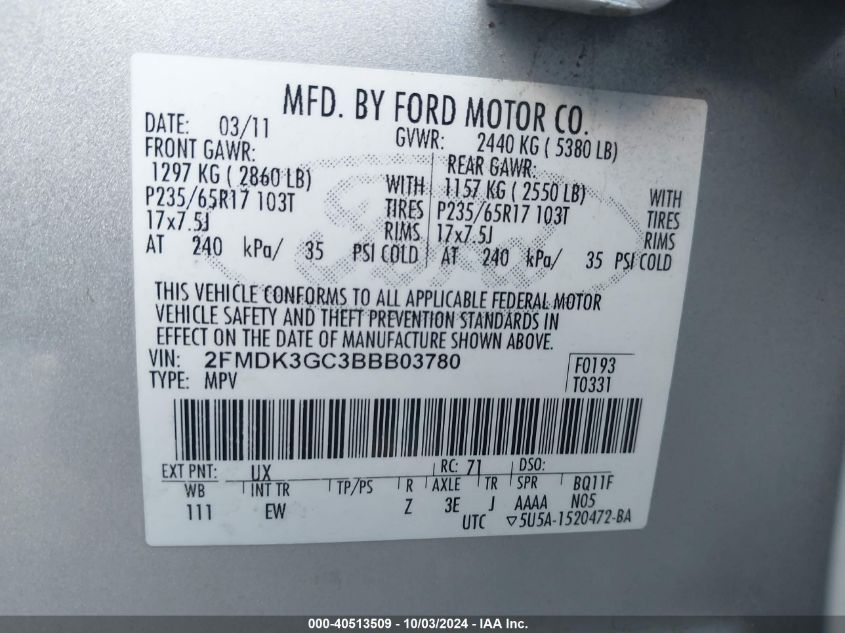 MFD. BY FORD MOTOR CO.
DATE: 03/11 GVWR: 2440 KG ( 5380 LB)
FRONT GAWR: REAR GAWR:
1297 KG ( 2860 LB) WITH 1157 KG ( 2550 LB) WITH
P235/65R17 103T TIRES P235/65R17 103T TIRES
17x7.5J RIMS 17x7.5J RIMS
AT 240 kPa/ 35 PSI COLD AT 240 kPa/ 35 PSI COLD
THIS VEHICLE CONFORMS TO ALL APPLICABLE FEDERAL MOTOR
VEHICLE SAFETY AND THEFT PREVENTION STANDARDS IN
EFFECT ON THE DATE OF MANUFACTURE SHOWN ABOVE.
VIN: 2FMDK3GC3BBB03780 F0193
TYPE: MPV T0331
EXT PNT: UX RC: 71 DSO:
WB INT TR TP/PS R AXLE TR SPR BQ11F
111 EW Z 3E J AAAA N05
UTC ▽5U5A-1520472-BA
000-40513509 - 10/03/2024 - IAA Inc.